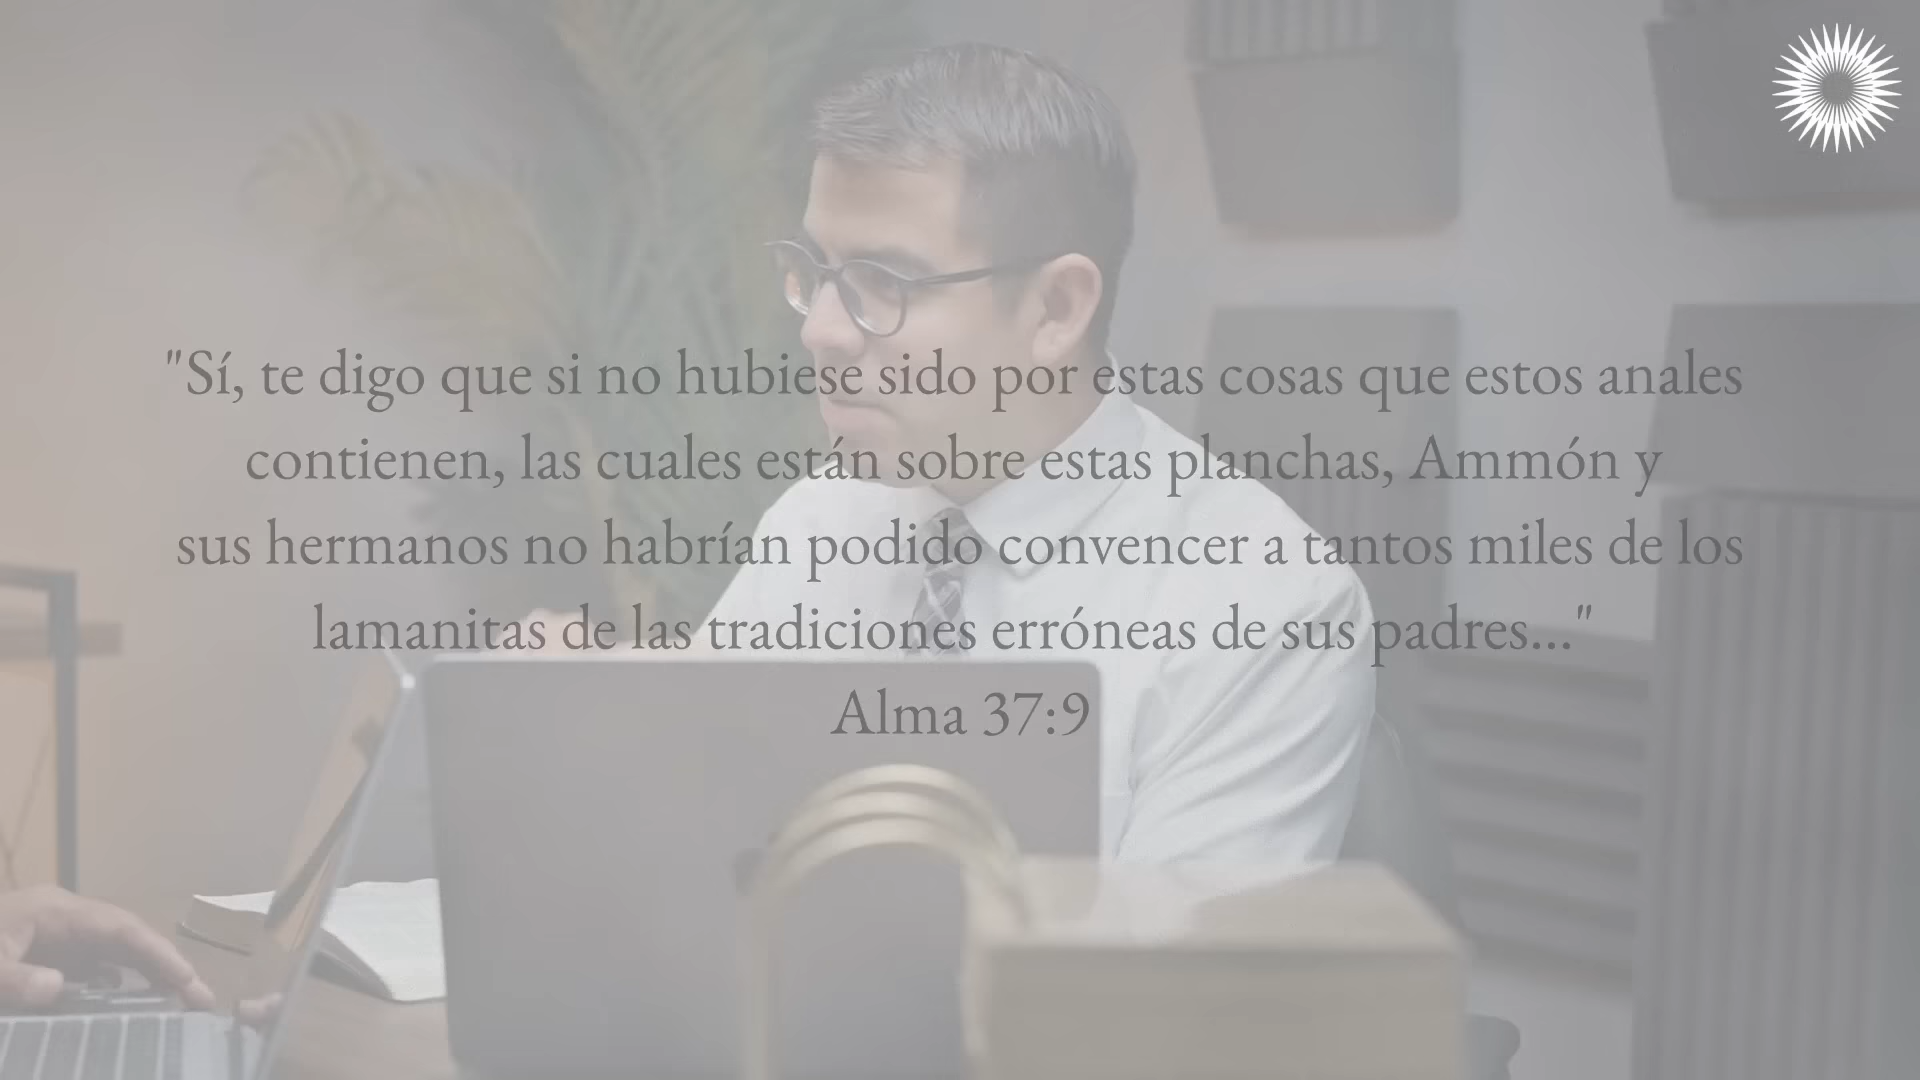 "Sí, te digo que si no hubiese sido por estas cosas que estos anales
contienen, las cuales están sobre estas planchas, Ammón y
sus hermanos no habrían podido convencer a tantos miles de los
lamanitas de las tradiciones erróneas de sus padres..."
Alma 37:9